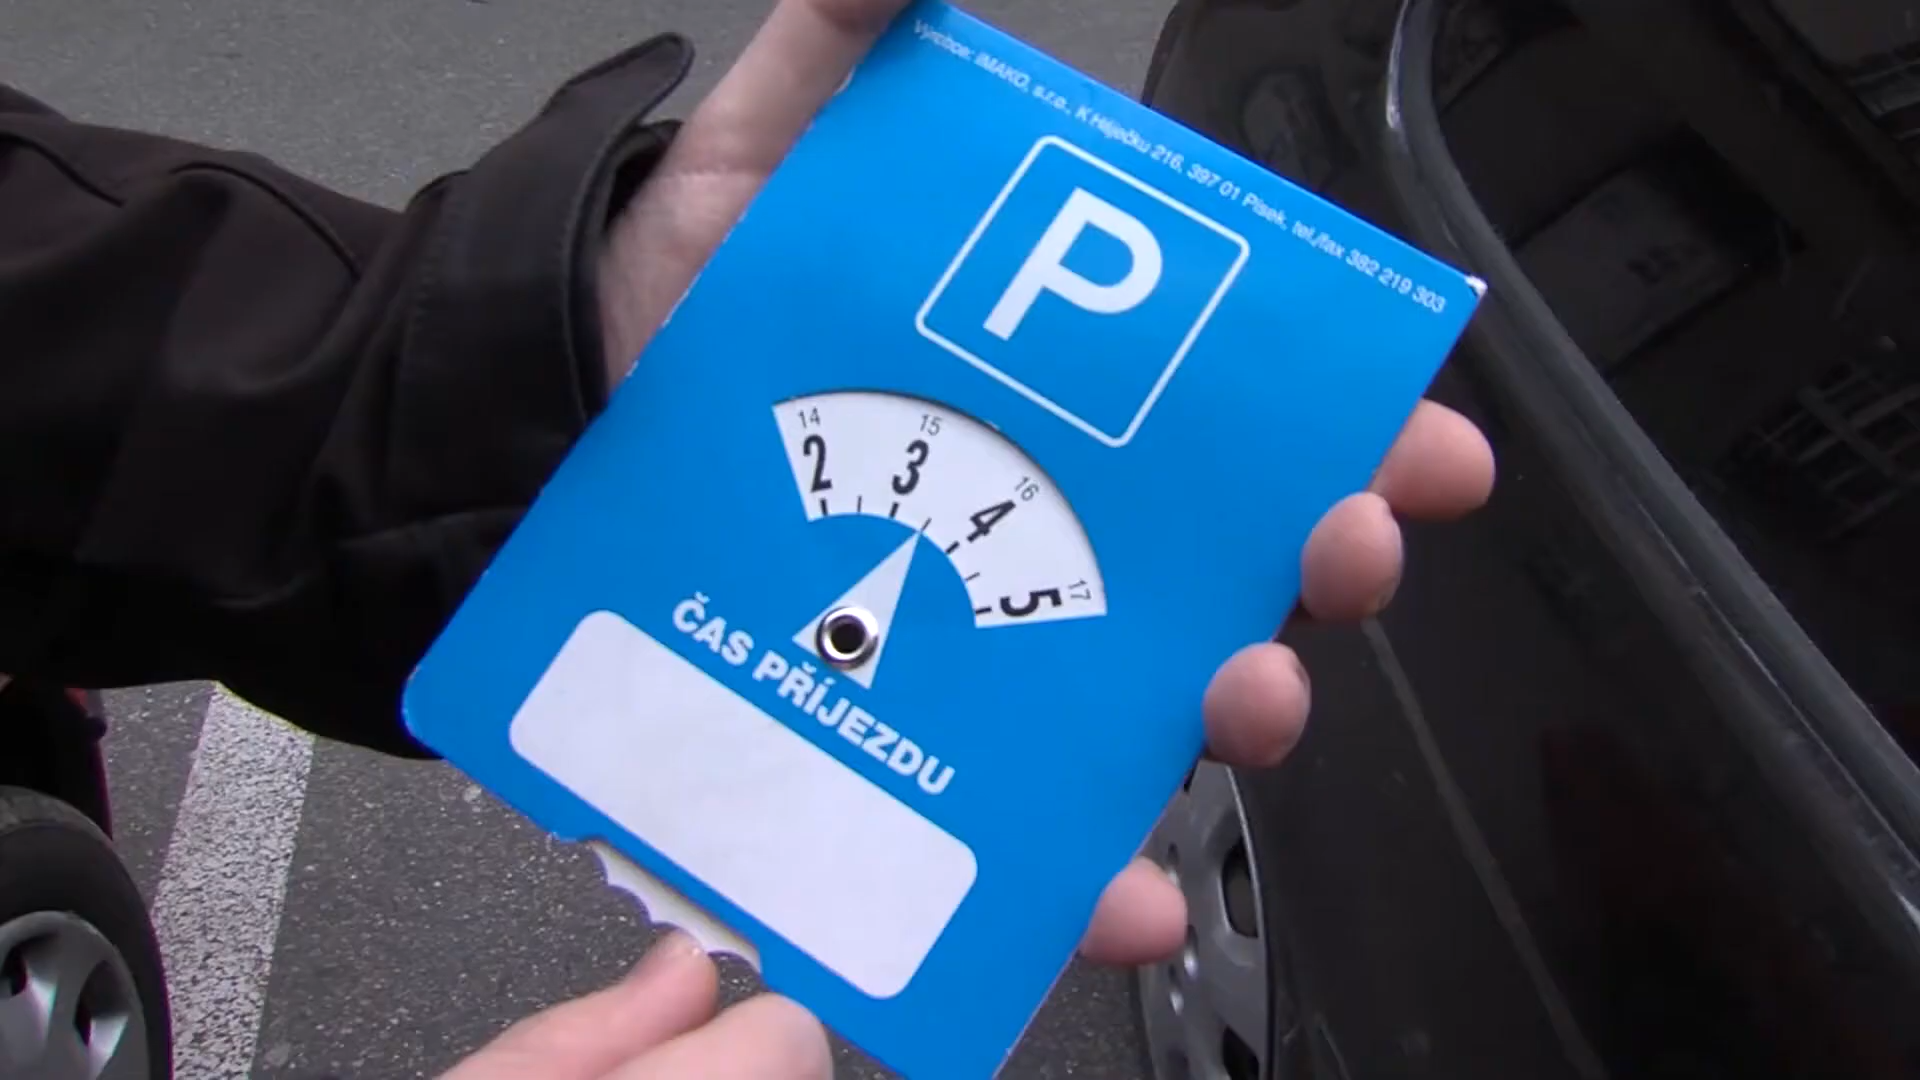 Výrobce: IMAKO, s.r.o., K Háječku 216, 397 01 Písek, tel./fax 382 219 303
P
14 15 16 17
2 3 4 5
ČAS PŘÍJEZDU